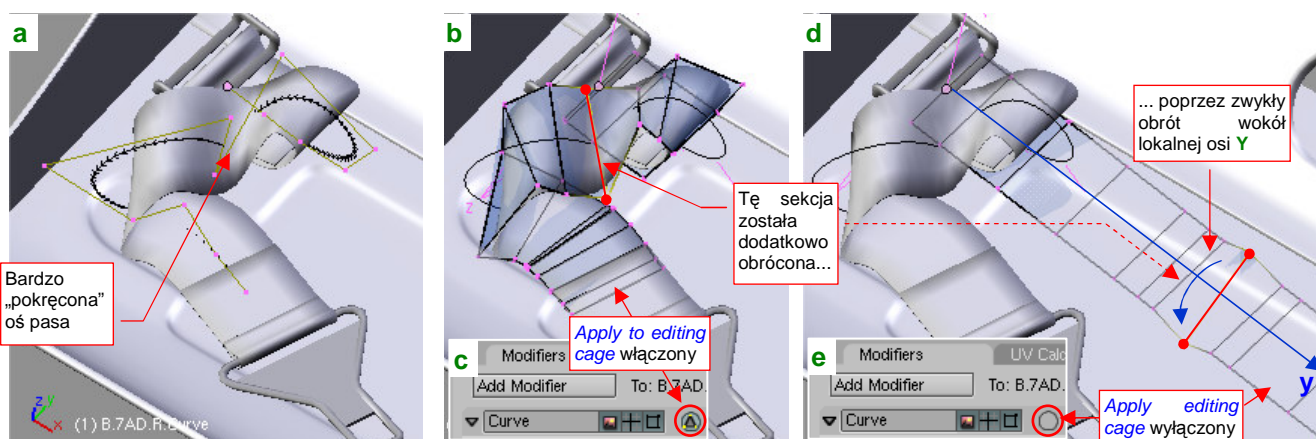 a
Bardzo
„pokręcona”
oś pasa
z y x
(1) B.7AD.R.Curve
b
z
Tę sekcja
została
dodatkowo
obrócona...
Apply to editing
cage włączony
c
Modifiers
Add Modifier
To: B.7AD.
Curve
d
... poprzez zwykły
obrót wokół
lokalnej osi Y
y
e
Modifiers
UV Calc
Add Modifier
To: B.7AD.
Curve
Apply editing
cage wyłączony